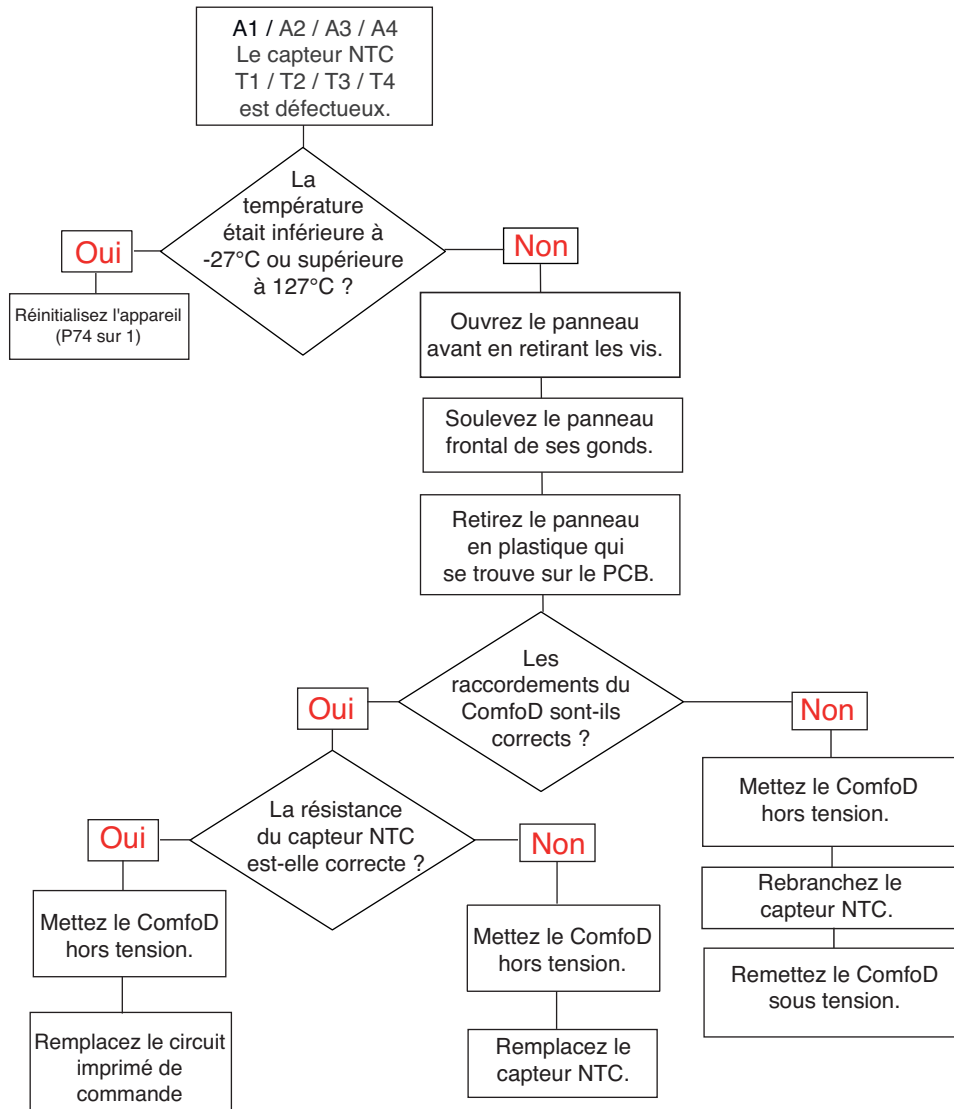 A1 / A2 / A3 / A4
Le capteur NTC
T1 / T2 / T3 / T4
est défectueux.
La
température
était inférieure à
-27°C ou supérieure
à 127°C ?
Oui
Non
Réinitialisez l'appareil
(P74 sur 1)
Ouvrez le panneau
avant en retirant les vis.
Soulevez le panneau
frontal de ses gonds.
Retirez le panneau
en plastique qui
se trouve sur le PCB.
Les
raccordements du
ComfoD sont-ils
corrects ?
Oui
Non
La résistance
du capteur NTC
est-elle correcte ?
Oui
Non
Mettez le ComfoD
hors tension.
Remplacez le circuit
imprimé de
commande
Mettez le ComfoD
hors tension.
Remplacez le
capteur NTC.
Mettez le ComfoD
hors tension.
Rebranchez le
capteur NTC.
Remettez le ComfoD
sous tension.